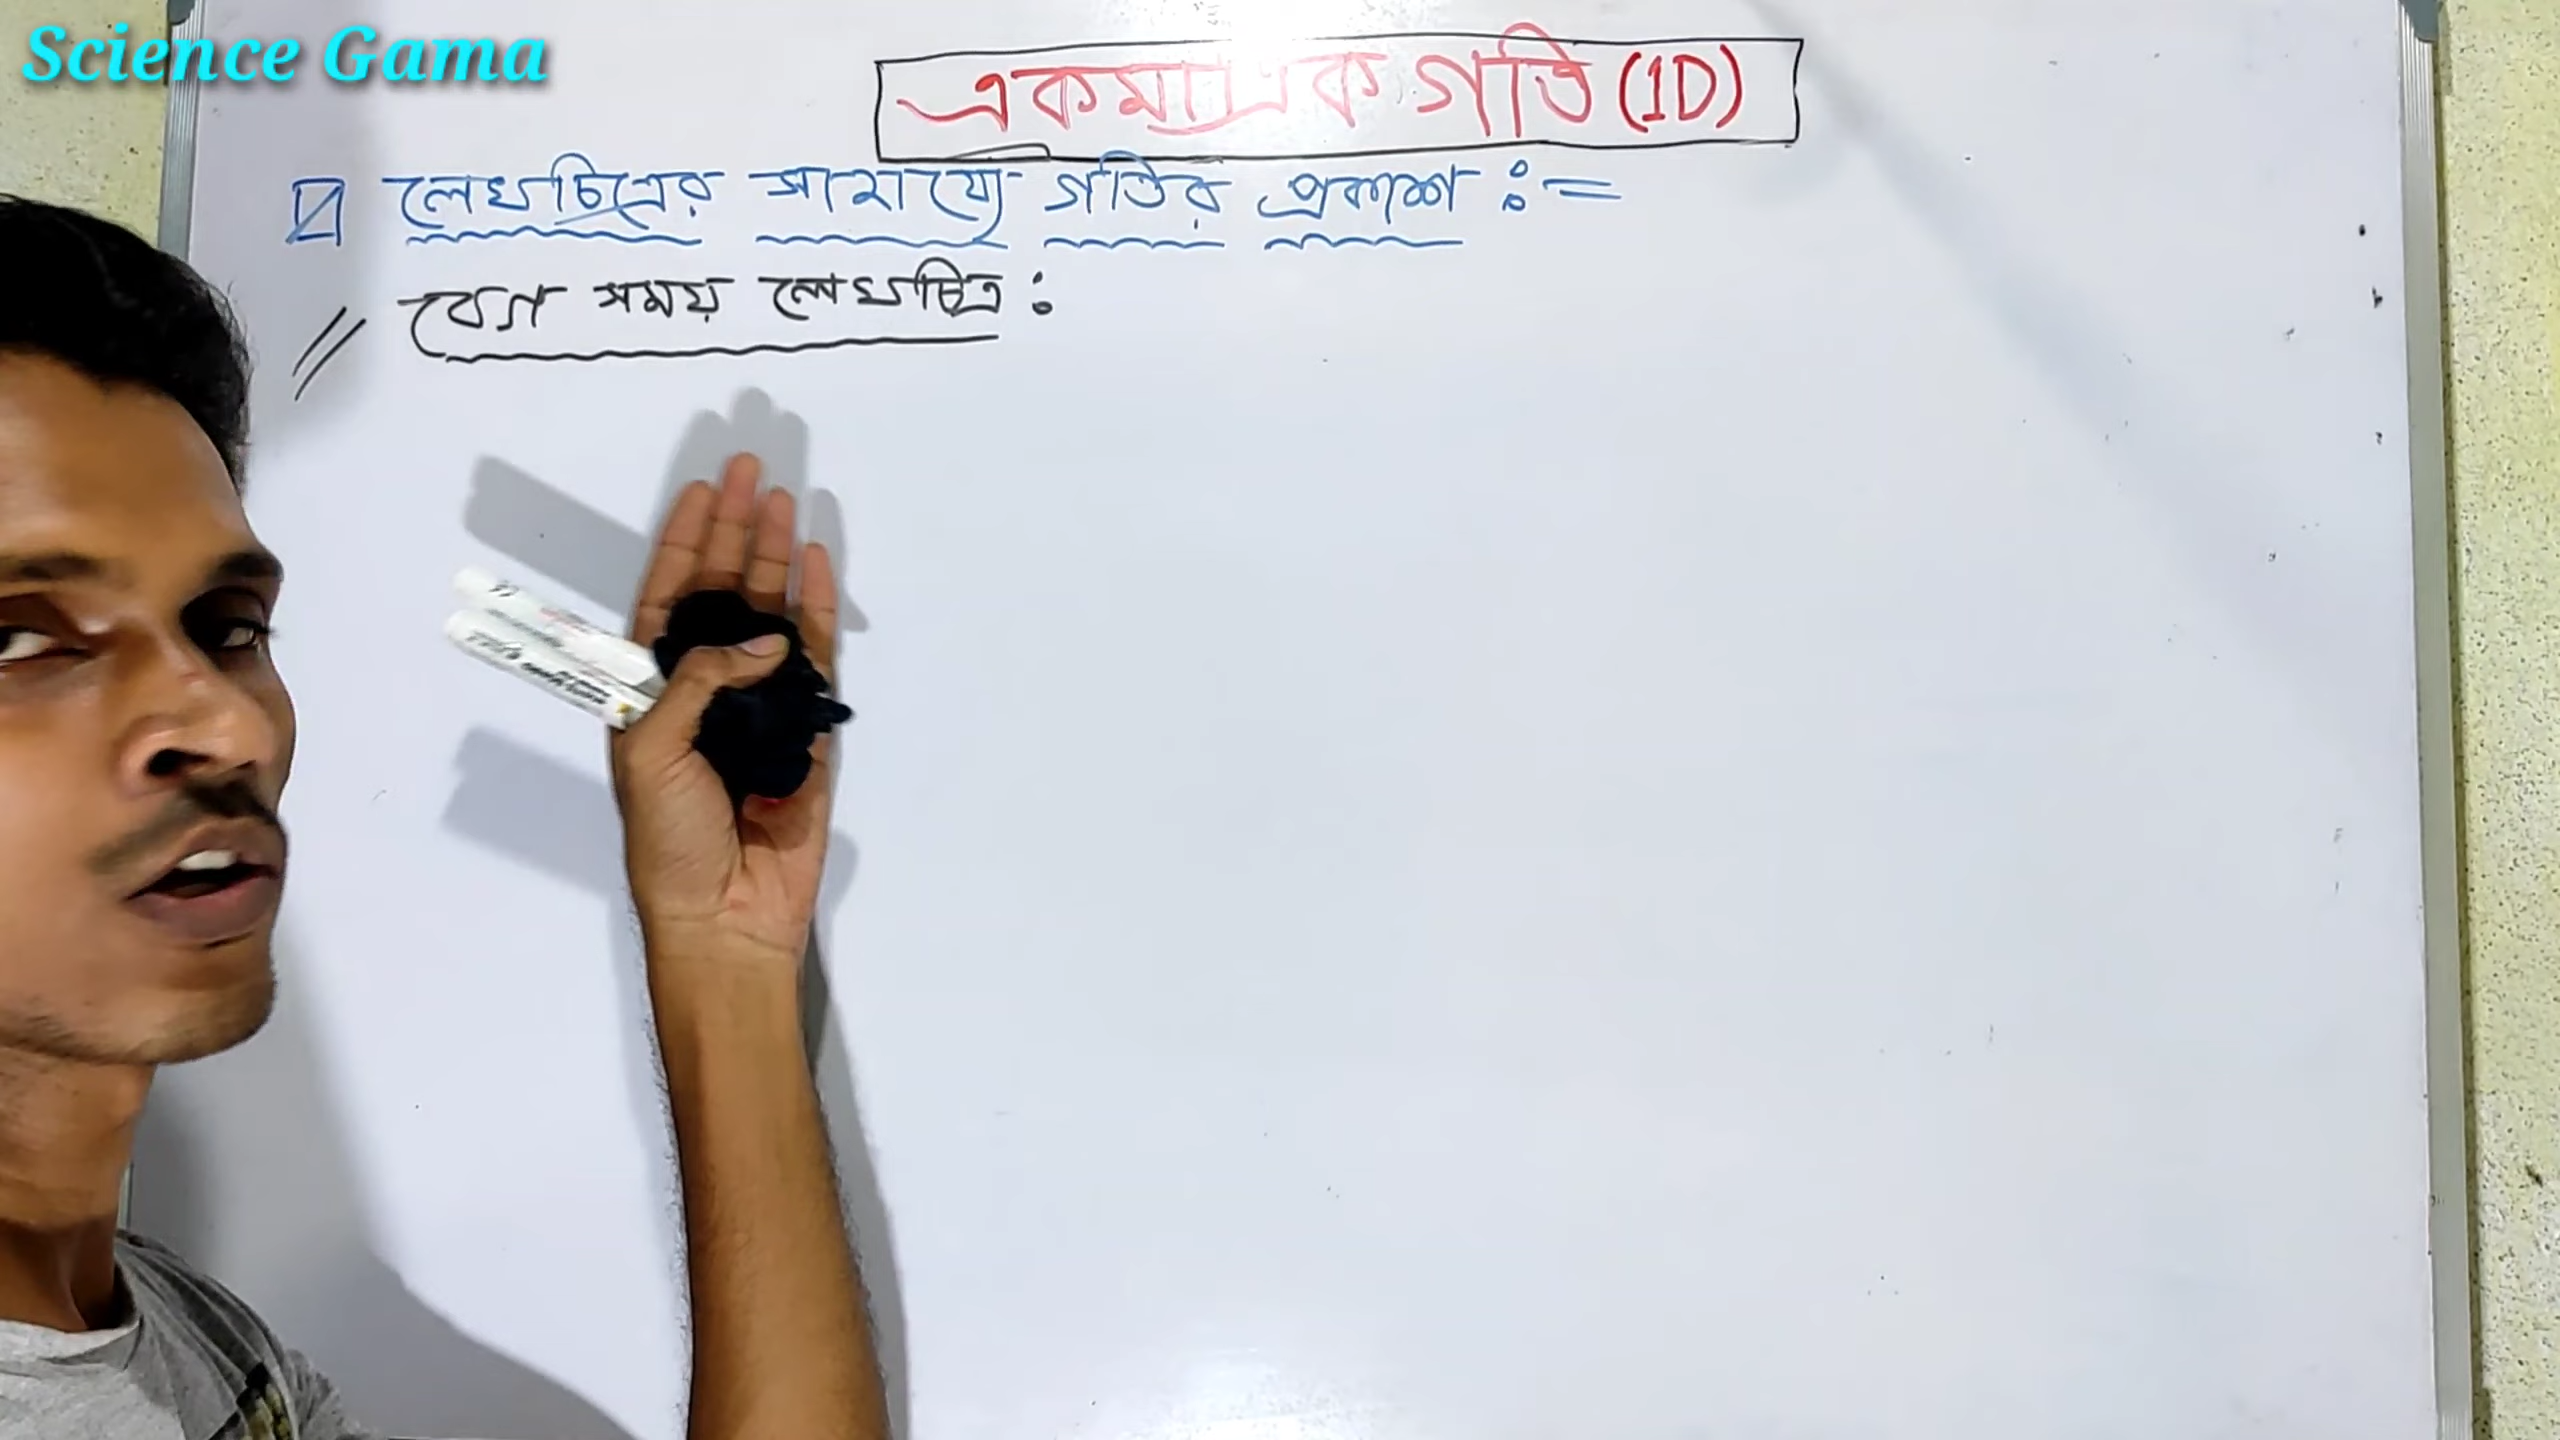 Science Gama
একমাত্রিক গতি (1D)
লেখচিত্রের সাহায্যে গতির প্রকাশ :=
// বেগ সময় লেখচিত্র :